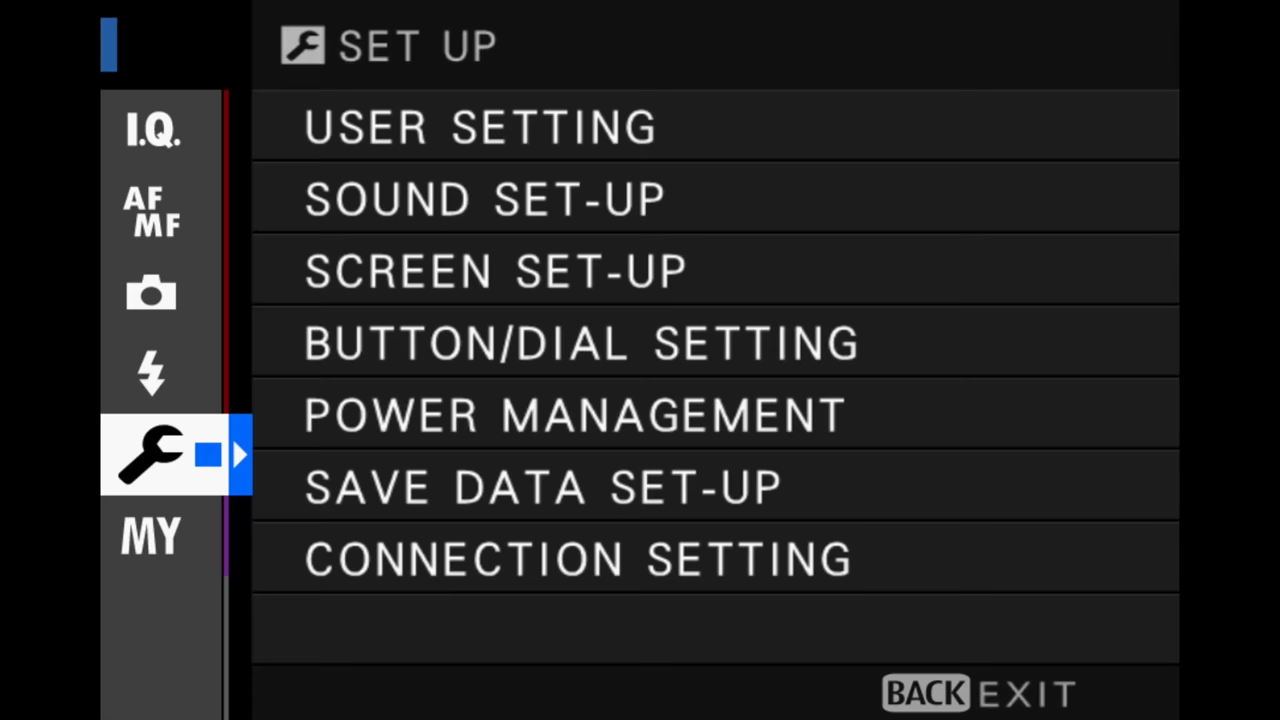 SET UP
I.Q.
AF
MF
MY
USER SETTING
SOUND SET-UP
SCREEN SET-UP
BUTTON/DIAL SETTING
POWER MANAGEMENT
SAVE DATA SET-UP
CONNECTION SETTING
BACK EXIT